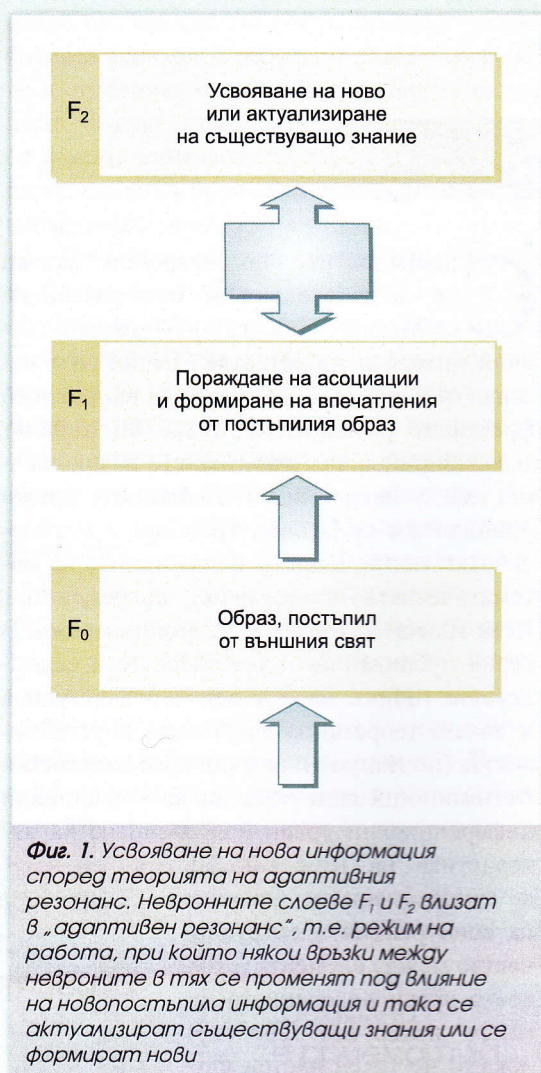 F₂
Усвояване на ново
или актуализиране
на съществуващо знание
F₁
Пораждане на асоциации
и формиране на впечатления
от постъпилия образ
F₀
Образ, постъпил
от външния свят
Фиг. 1. Усвояване на нова информация
според теорията на адаптивния
резонанс. Невронните слоеве F₁ и F₂ влизат
в „адаптивен резонанс", т.е. режим на
работа, при който някои връзки между
невроните в тях се променят под влияние
на новопостъпила информация и така се
актуализират съществуващи знания или се
формират нови